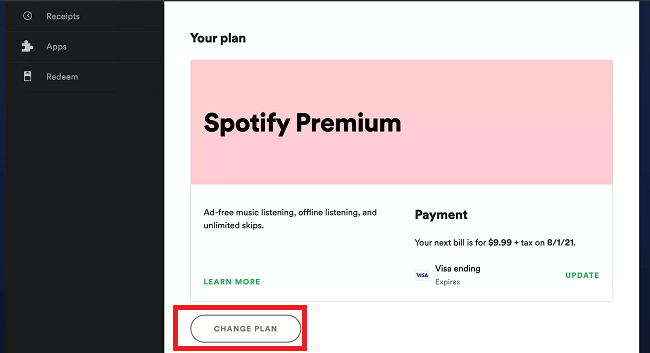 Receipts
Apps
Redeem
Your plan
Spotify Premium
Ad-free music listening, offline listening, and
unlimited skips.
LEARN MORE
Payment
Your next bill is for $9.99 + tax on 8/1/21.
VISA
Visa ending
Expires
UPDATE
CHANGE PLAN